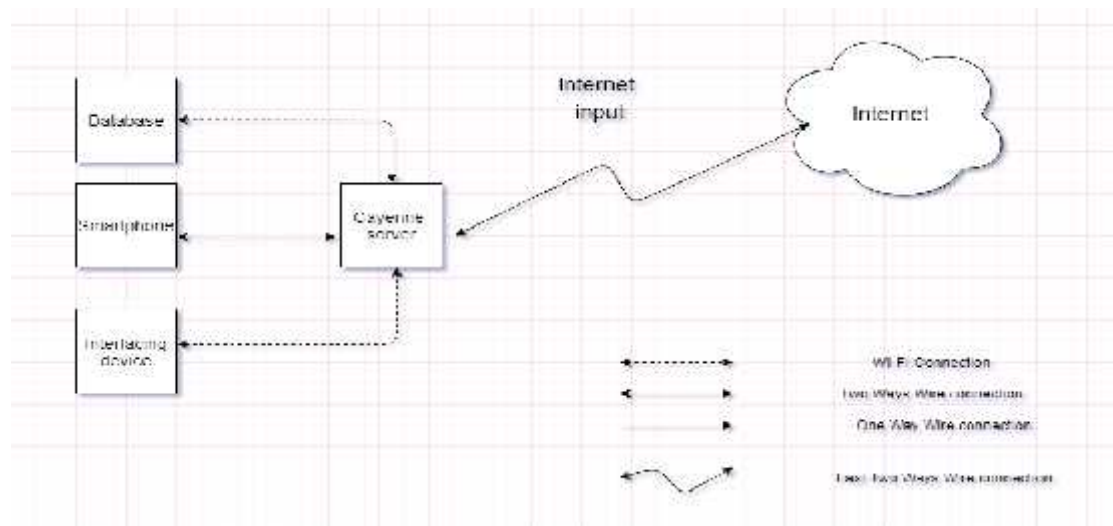 Internet
input
Internet
Database
Smartphone
Cayenne
server
Interfacing
device
Wi Fi Connection
Two Ways Wire connection
One Way Wire connection
Two Ways Wire connection